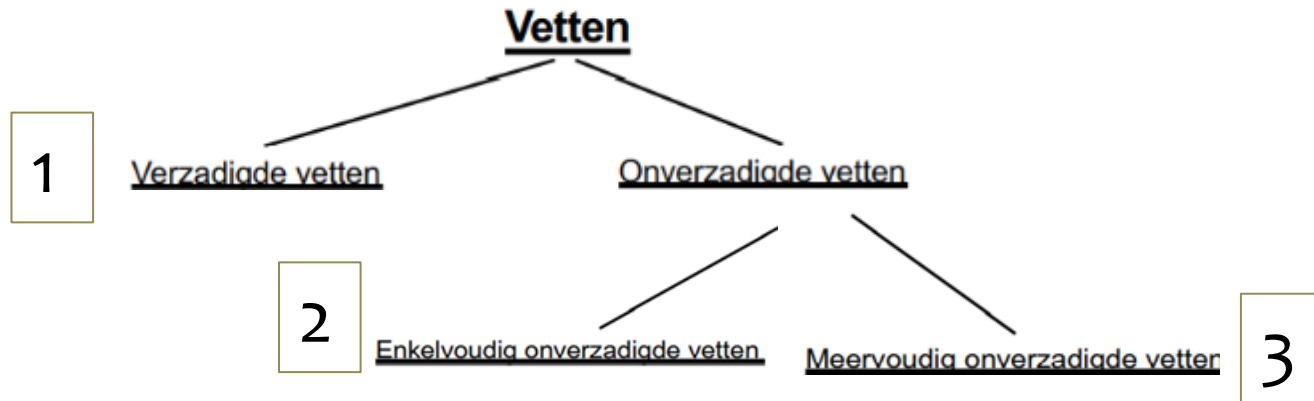 Vetten
1
Verzadigde vetten
Onverzadigde vetten
2
Enkelvoudig onverzadigde vetten
Meervoudig onverzadigde vetten
3